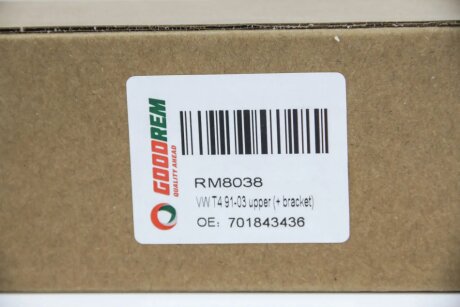 GOODREM
QUALITY AHEAD
RM8038
VW T4 91-03 upper (+ bracket)
OE: 701843436